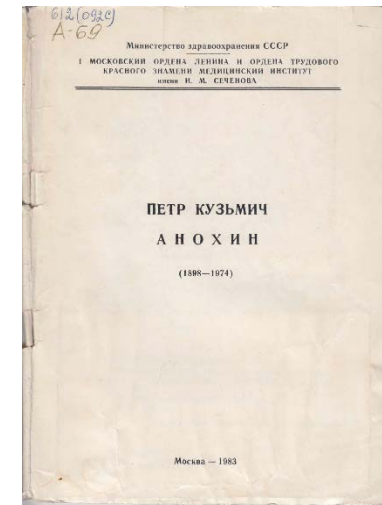 612(092С)
А-69
Министерство здравоохранения СССР
I МОСКОВСКИЙ ОРДЕНА ЛЕНИНА И ОРДЕНА ТРУДОВОГО
КРАСНОГО ЗНАМЕНИ МЕДИЦИНСКИЙ ИНСТИТУТ
имени И. М. СЕЧЕНОВА
ПЕТР КУЗЬМИЧ
АНОХИН
(1898—1974)
Москва — 1983